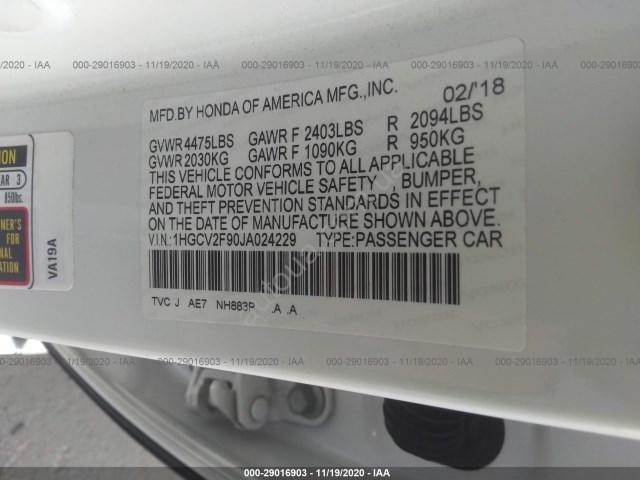 000-29016903 - 11/19/2020 - IAA
MFD.BY HONDA OF AMERICA MFG.,INC. 02/'18
GVWR 4475LBS GAWR F 2403LBS R 2094LBS
GVWR 2030KG GAWR F 1090KG R 950KG
THIS VEHICLE CONFORMS TO ALL APPLICABLE
FEDERAL MOTOR VEHICLE SAFETY , BUMPER,
AND THEFT PREVENTION STANDARDS IN EFFECT
ON THE DATE OF MANUFACTURE SHOWN ABOVE.
V.I.N.:1HGCV2F90JA024229 TYPE:PASSENGER CAR
TVC J AE7 NH883P .A .A
AR 3
850lbs.
VA19A
000-29016903 - 11/19/2020 - IAA
000-29016903 - 11/19/2020 - IAA